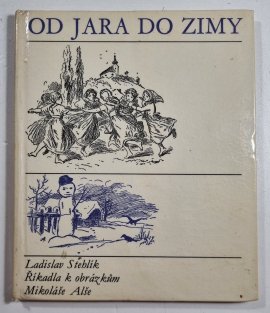 OD JARA DO ZIMY
Ladislav Stehlík
Říkadla k obrázkům
Mikoláše Alše